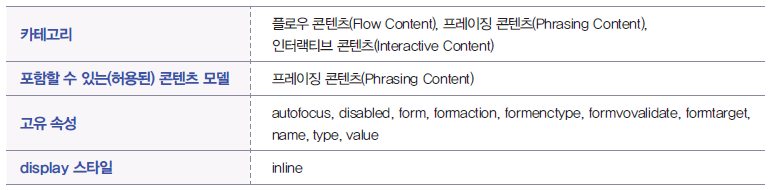 카테고리
플로우 콘텐츠(Flow Content), 프레이징 콘텐츠(Phrasing Content),
인터랙티브 콘텐츠(Interactive Content)
포함할 수 있는(허용된) 콘텐츠 모델
프레이징 콘텐츠(Phrasing Content)
고유 속성
autofocus, disabled, form, formaction, formenctype, formvovalidate, formtarget,
name, type, value
display 스타일
inline